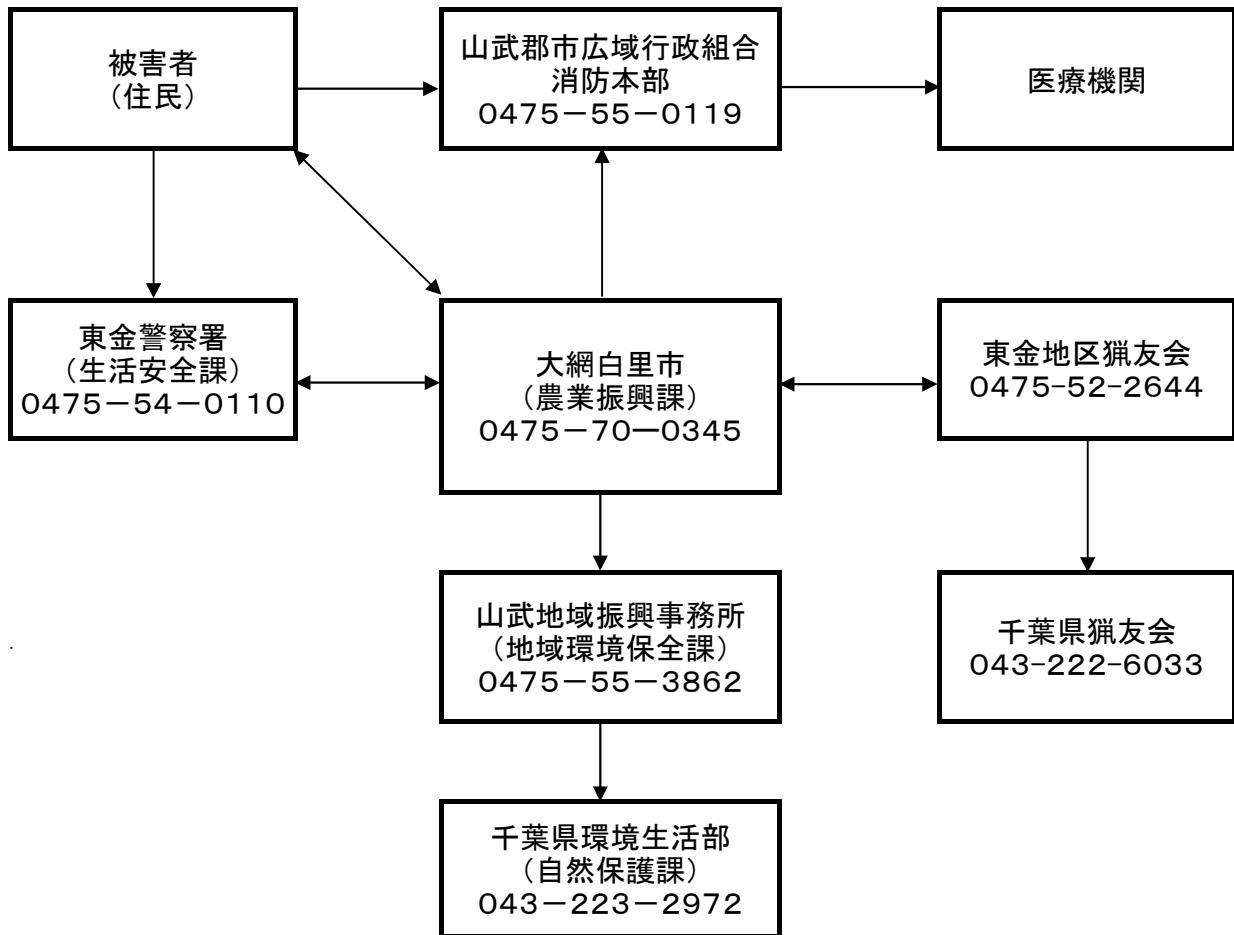 被害者
（住民）
山武郡市広域行政組合
消防本部
0475－55－0119
医療機関
東金警察署
（生活安全課）
0475－54－0110
大網白里市
（農業振興課）
0475－70ー0345
東金地区猟友会
0475-52-2644
山武地域振興事務所
（地域環境保全課）
0475－55－3862
千葉県猟友会
043-222-6033
千葉県環境生活部
（自然保護課）
043－223－2972